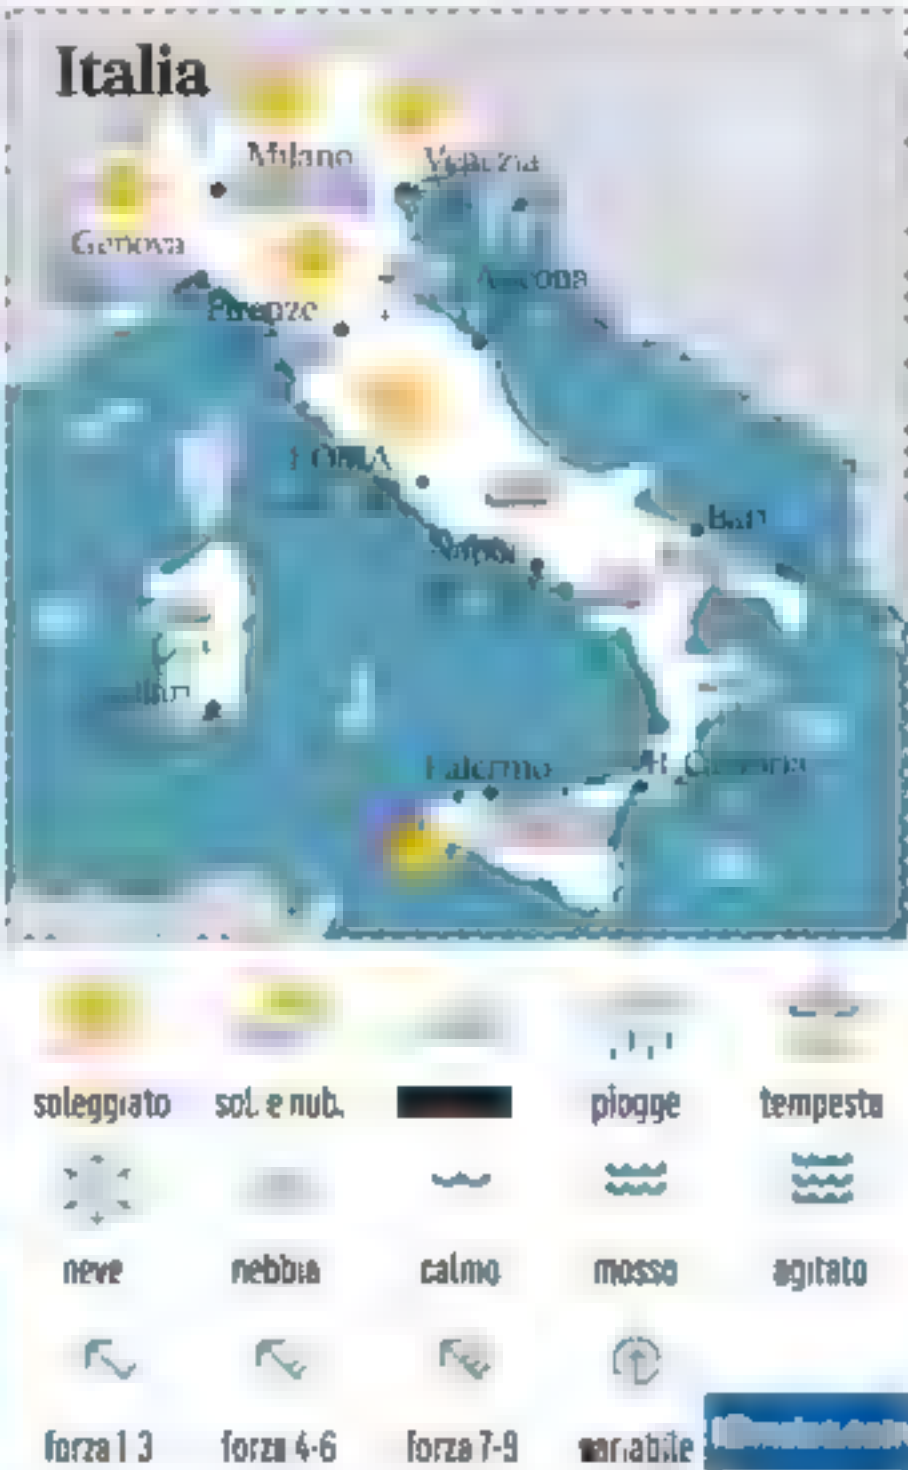 Italia
Milano
Venezia
Genova
Ancona
Firenze
ROMA
Bari
Napoli
Palermo
R. Calabria
soleggiato sol. e nub. piogge tempesta
neve nebbia calmo mosso agitato
forza 1-3 forza 4-6 forza 7-9 variabile